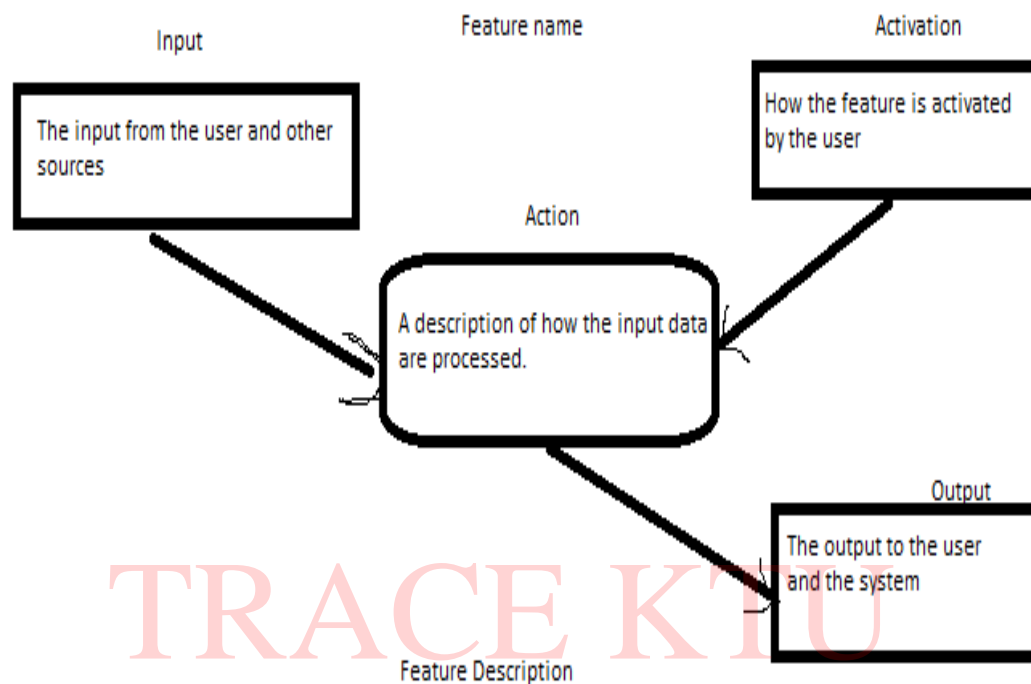 Feature name
Input
Activation
The input from the user and other
sources
How the feature is activated
by the user
Action
A description of how the input data
are processed.
Output
The output to the user
and the system
TRACE KTU
Feature Description